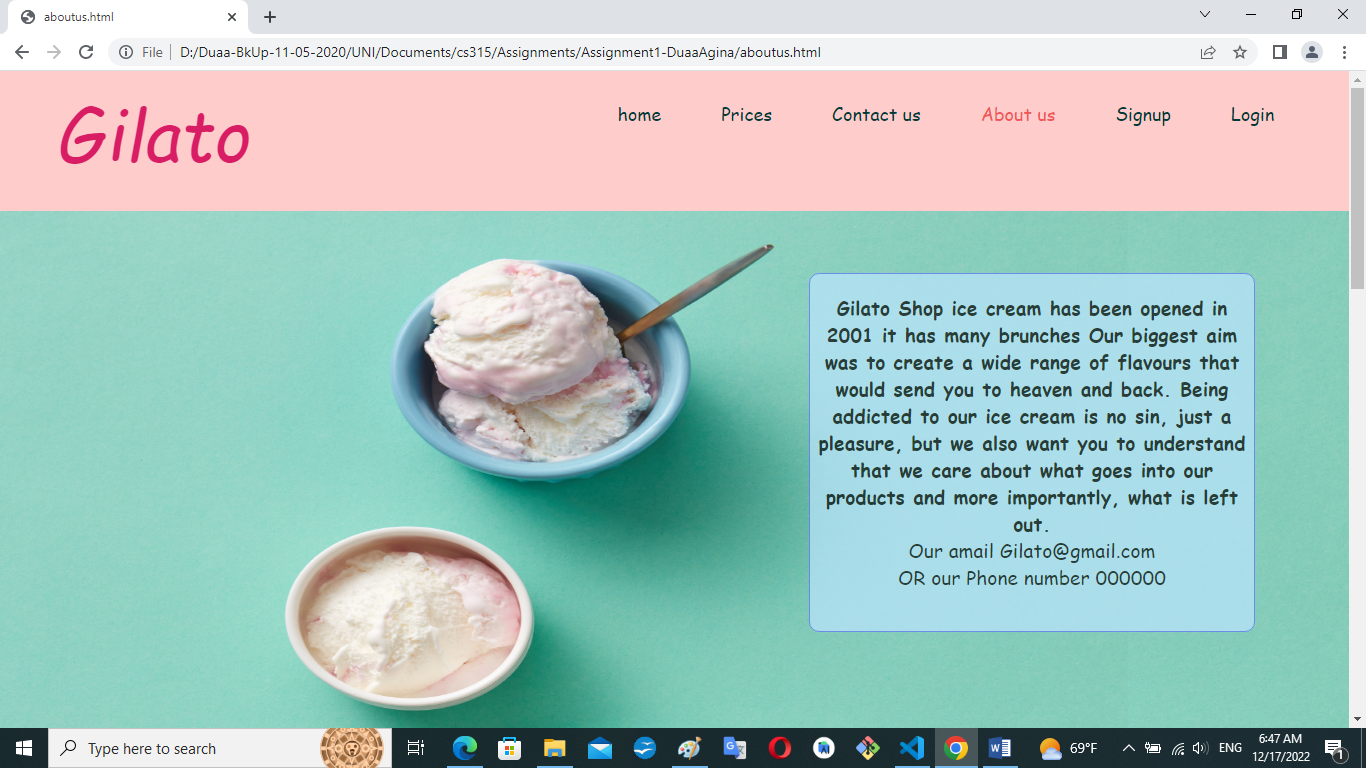 aboutus.html
File
D:/Duaa-BkUp-11-05-2020/UNI/Documents/cs315/Assignments/Assignment1-DuaaAgina/aboutus.html
Gilato
home Prices Contact us About us Signup Login
Gilato Shop ice cream has been opened in
2001 it has many brunches Our biggest aim
was to create a wide range of flavours that
would send you to heaven and back. Being
addicted to our ice cream is no sin, just a
pleasure, but we also want you to understand
that we care about what goes into our
products and more importantly, what is left
out.
Our amail Gilato@gmail.com
OR our Phone number 000000
Type here to search
69°F
ENG
6:47 AM
12/17/2022
1